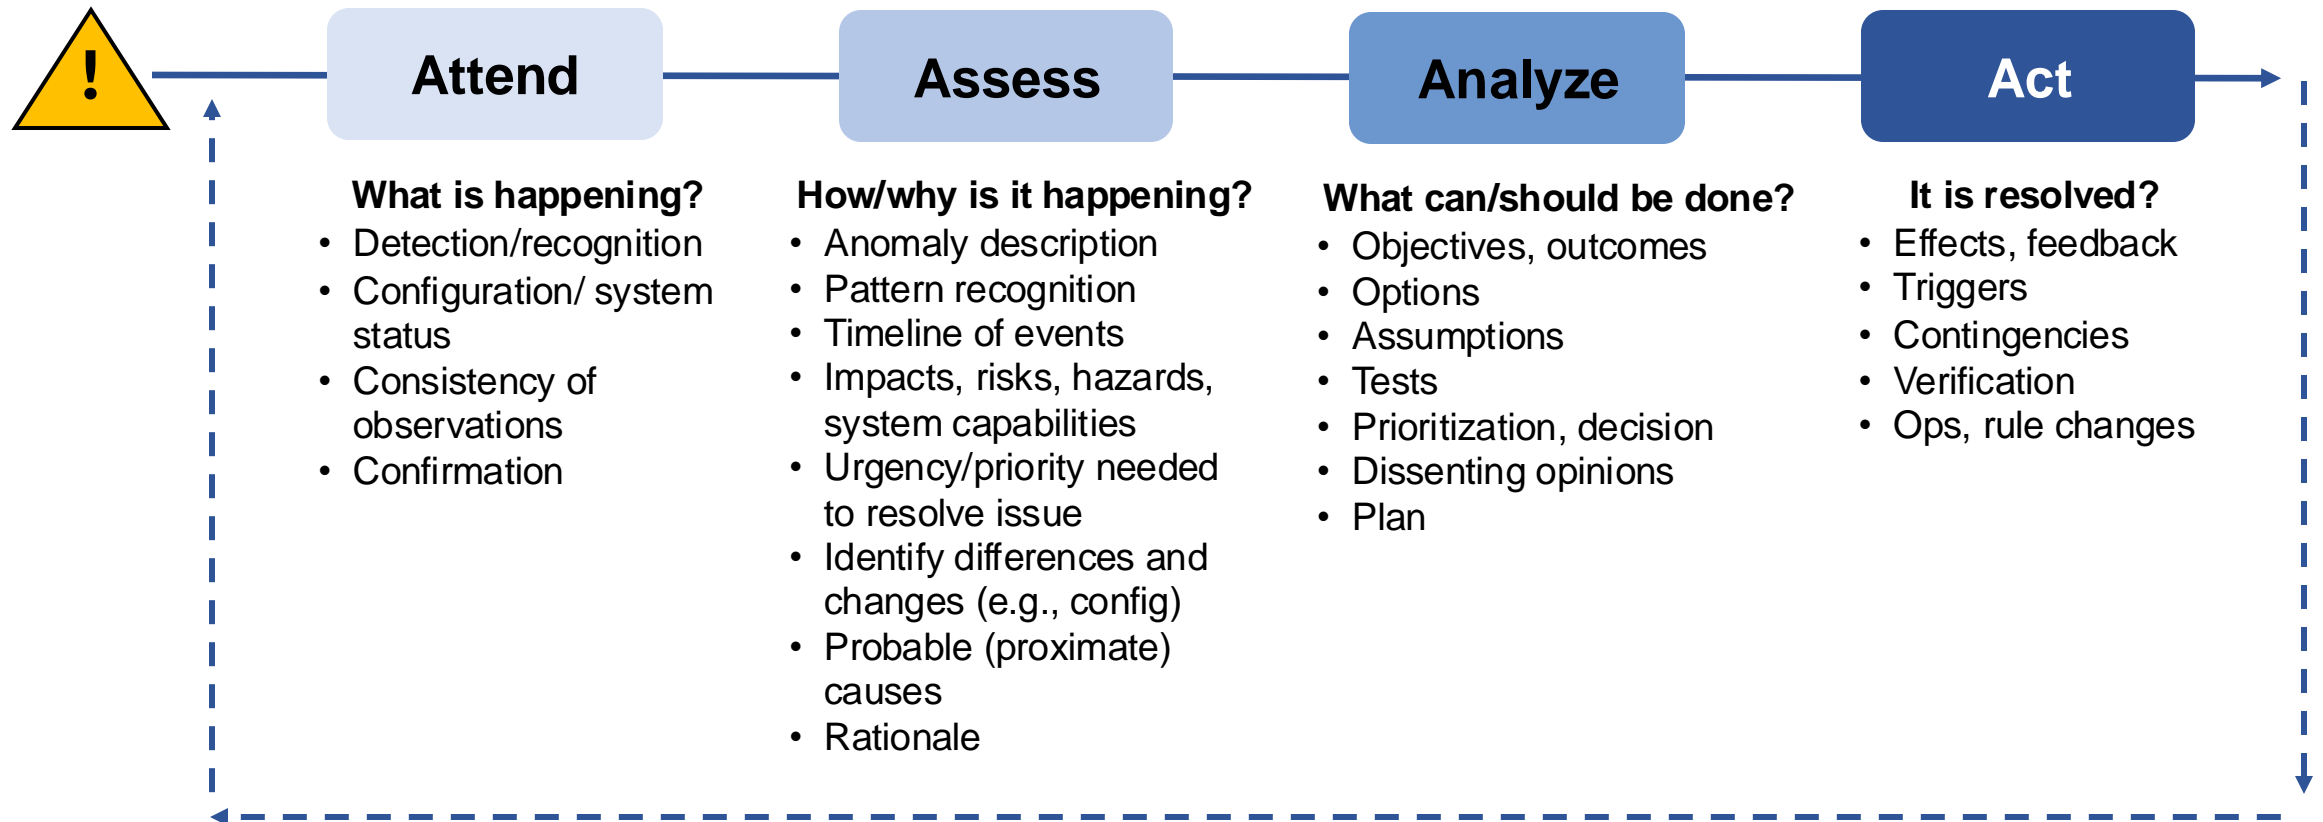 !
Attend
Assess
Analyze
Act
What is happening?
• Detection/recognition
• Configuration/ system
status
• Consistency of
observations
• Confirmation
How/why is it happening?
• Anomaly description
• Pattern recognition
• Timeline of events
• Impacts, risks, hazards,
system capabilities
• Urgency/priority needed
to resolve issue
• Identify differences and
changes (e.g., config)
• Probable (proximate)
causes
• Rationale
What can/should be done?
• Objectives, outcomes
• Options
• Assumptions
• Tests
• Prioritization, decision
• Dissenting opinions
• Plan
It is resolved?
• Effects, feedback
• Triggers
• Contingencies
• Verification
• Ops, rule changes